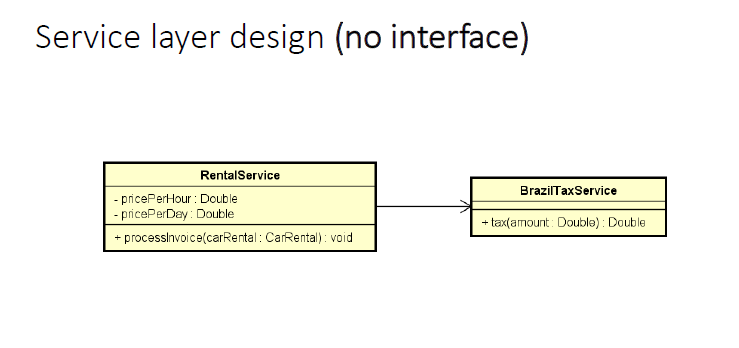 Service layer design (no interface)
RentalService
- pricePerHour : Double
- pricePerDay : Double
+ processInvoice(carRental : CarRental) : void
BrazilTaxService
+ tax(amount : Double) : Double